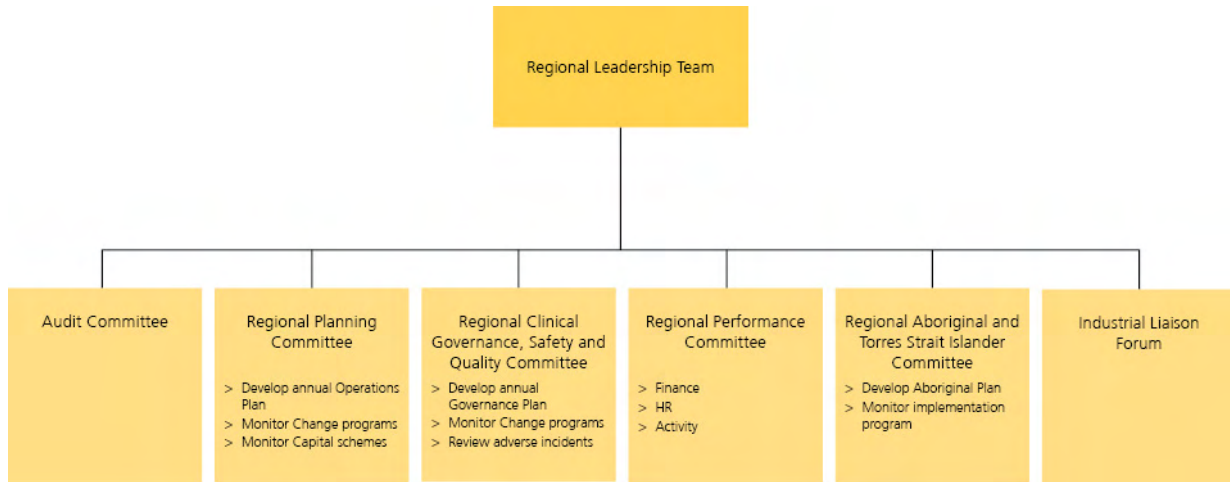 Regional Leadership Team
Audit Committee
Regional Planning
Committee
> Develop annual Operations
Plan
> Monitor Change programs
> Monitor Capital schemes
Regional Clinical
Governance, Safety and
Quality Committee
> Develop annual
Governance Plan
> Monitor Change programs
> Review adverse incidents
Regional Performance
Committee
> Finance
> HR
> Activity
Regional Aboriginal and
Torres Strait Islander
Committee
> Develop Aboriginal Plan
> Monitor implementation
program
Industrial Liaison
Forum